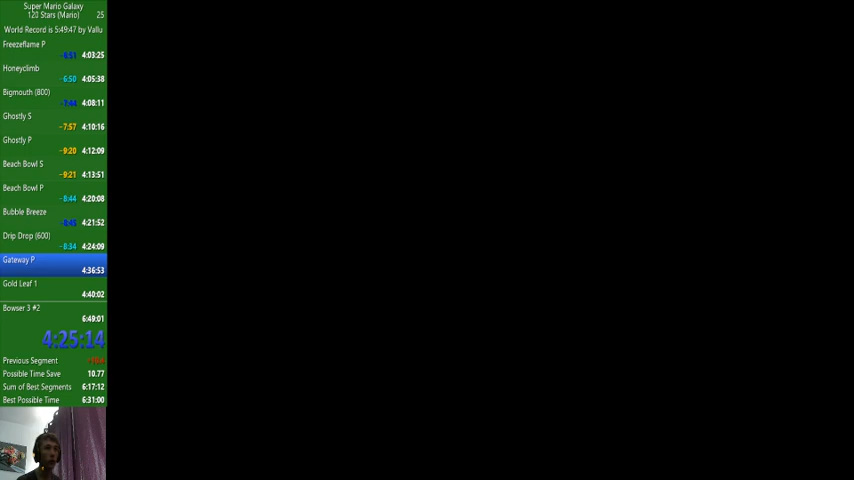 Super Mario Galaxy
120 Stars (Mario) 25
World Record is 5:49:47 by Vallu
Freezeflame P
4:03:25
Honeyclimb
-6:50 4:05:38
Bigmouth (800)
-7:44 4:08:11
Ghostly S
-7:57 4:10:16
Ghostly P
-9:20 4:12:09
Beach Bowl S
-9:21 4:13:51
Beach Bowl P
-8:44 4:20:08
Bubble Breeze
4:21:52
Drip Drop (600)
-8:34 4:24:09
Gateway P
4:36:53
Gold Leaf 1
4:40:02
Bowser 3 #2
6:49:01
4:25:14
Previous Segment
Possible Time Save 10.77
Sum of Best Segments 6:17:12
Best Possible Time 6:31:00